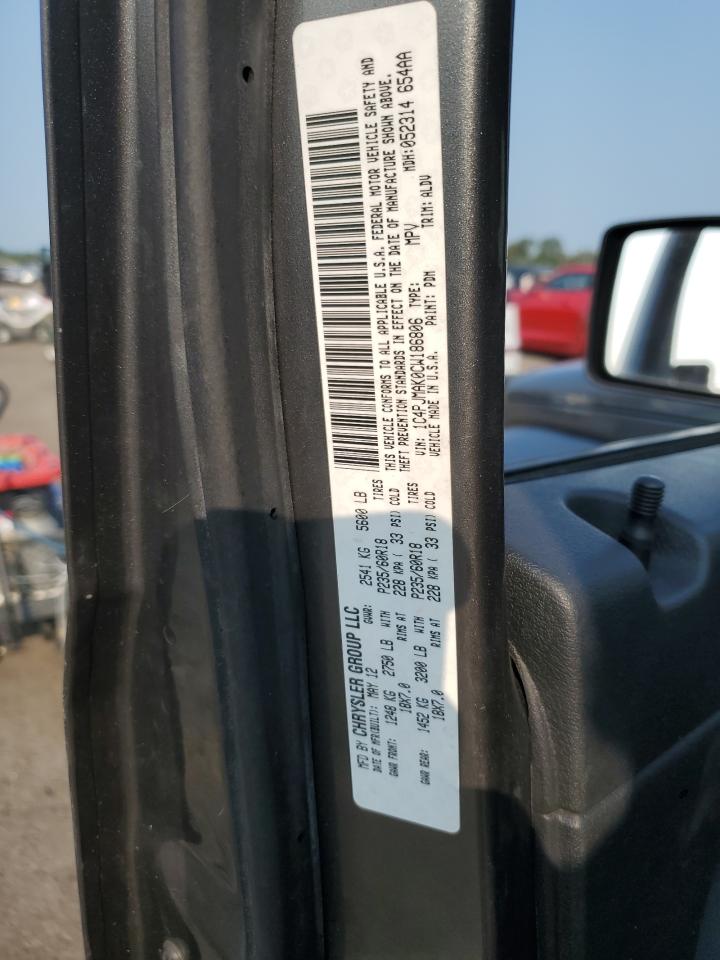 MFD BY CHRYSLER GROUP LLC
DATE OF MFR(BUILT): MAY 12 GVWR: 2541 KG 5600 LB
GAWR FRONT: 1248 KG 2750 LB WITH P235/60R18 TIRES
18X7.0 RIMS AT 228 KPA ( 33 PSI) COLD
GAWR REAR: 1452 KG 3200 LB WITH P235/60R18 TIRES
18X7.0 RIMS AT 228 KPA ( 33 PSI) COLD
THIS VEHICLE CONFORMS TO ALL APPLICABLE U.S.A. FEDERAL MOTOR VEHICLE SAFETY AND
THEFT PREVENTION STANDARDS IN EFFECT ON THE DATE OF MANUFACTURE SHOWN ABOVE.
VIN: 1C4PJMAK0CW186806 TYPE: MPV MDH:052314 654AA
VEHICLE MADE IN U.S.A. PAINT: PDM TRIM: ALDV